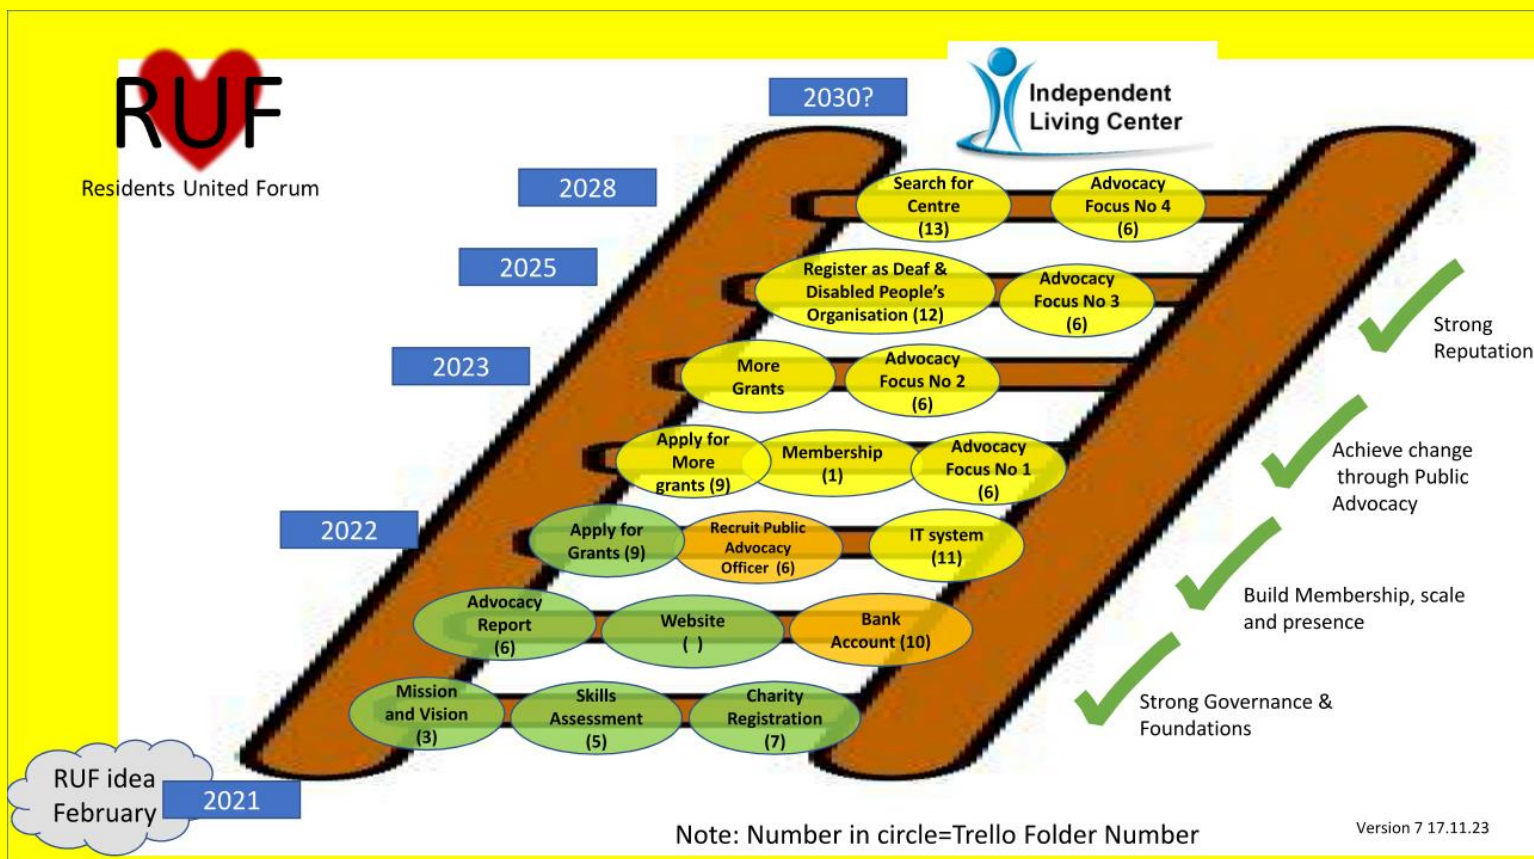 RUF
Residents United Forum
2030?
Independent
Living Center
2028
Search for
Centre
(13)
Advocacy
Focus No 4
(6)
2025
Register as Deaf &
Disabled People's
Organisation (12)
Advocacy
Focus No 3
(6)
Strong
Reputation
2023
More
Grants
Advocacy
Focus No 2
(6)
Apply for
More
grants (9)
Membership
(1)
Advocacy
Focus No 1
(6)
Achieve change
through Public
Advocacy
2022
Apply for
Grants (9)
Recruit Public
Advocacy
Officer (6)
IT system
(11)
Build Membership, scale
and presence
Advocacy
Report
(6)
Website
( )
Bank
Account (10)
Mission
and Vision
(3)
Skills
Assessment
(5)
Charity
Registration
(7)
Strong Governance &
Foundations
RUF idea
February
2021
Note: Number in circle=Trello Folder Number
Version 7 17.11.23